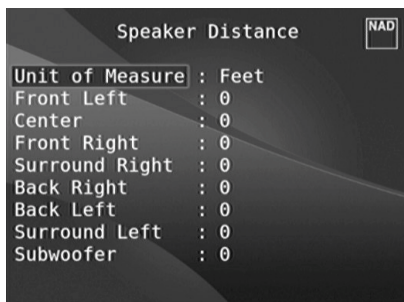 Speaker Distance
NAD
Unit of Measure : Feet
Front Left : 0
Center : 0
Front Right : 0
Surround Right : 0
Back Right : 0
Back Left : 0
Surround Left : 0
Subwoofer : 0